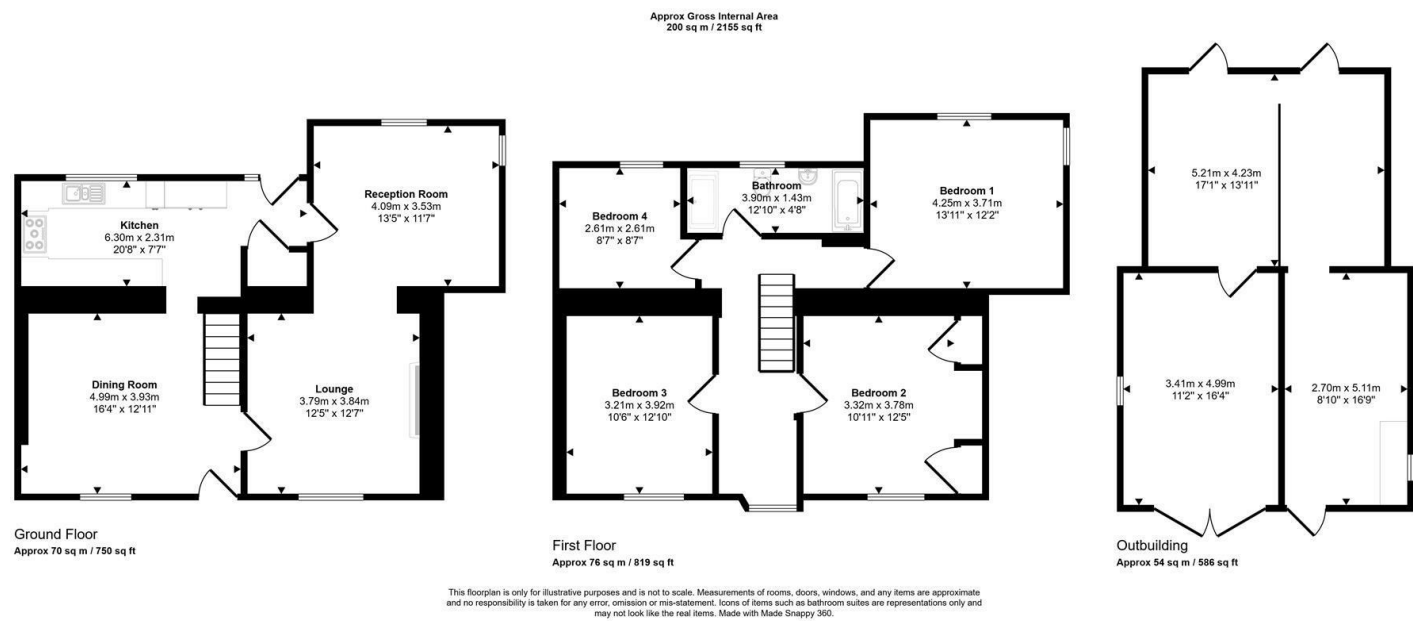 Approx Gross Internal Area
200 sq m / 2155 sq ft
Kitchen
6.30m x 2.31m
20'8" x 7'7"
Reception Room
4.09m x 3.53m
13'5" x 11'7"
Dining Room
4.99m x 3.93m
16'4" x 12'11"
Lounge
3.79m x 3.84m
12'5" x 12'7"
Ground Floor
Approx 70 sq m / 750 sq ft
Bedroom 4
2.61m x 2.61m
8'7" x 8'7"
Bathroom
3.90m x 1.43m
12'10" x 4'8"
Bedroom 1
4.25m x 3.71m
13'11" x 12'2"
Bedroom 3
3.21m x 3.92m
10'6" x 12'10"
Bedroom 2
3.32m x 3.78m
10'11" x 12'5"
First Floor
Approx 76 sq m / 819 sq ft
5.21m x 4.23m
17'1" x 13'11"
3.41m x 4.99m
11'2" x 16'4"
2.70m x 5.11m
8'10" x 16'9"
Outbuilding
Approx 54 sq m / 586 sq ft
This floorplan is only for illustrative purposes and is not to scale. Measurements of rooms, doors, windows, and any items are approximate
and no responsibility is taken for any error, omission or mis-statement. Icons of items such as bathroom suites are representations only and
may not look like the real items. Made with Made Snappy 360.